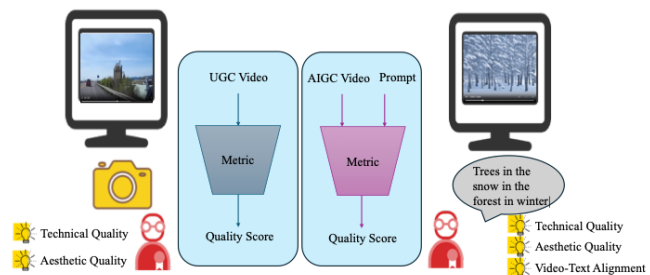 UGC Video
Metric
Quality Score
AIGC Video
Prompt
Metric
Quality Score
Technical Quality
Aesthetic Quality
Trees in the
snow in the
forest in winter
Technical Quality
Aesthetic Quality
Video-Text Alignment